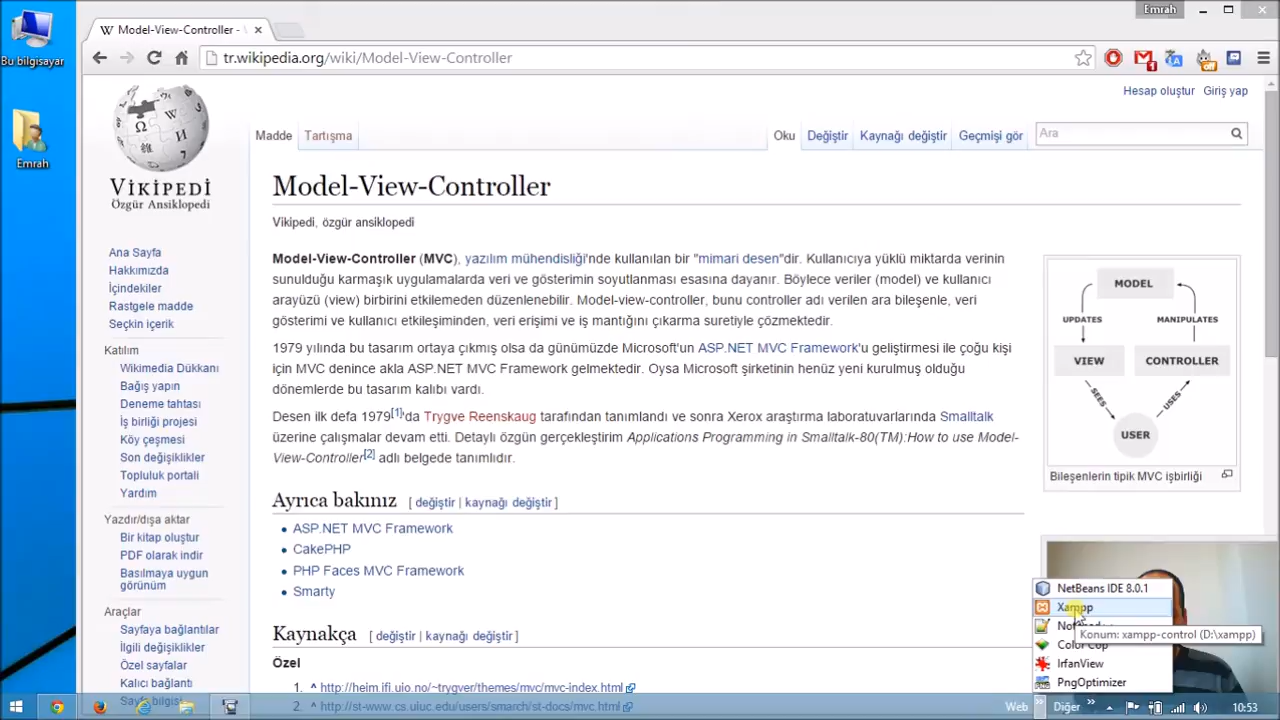 Emrah
Bu bilgisayar
Emrah
Model-View-Controller -
tr.wikipedia.org/wiki/Model-View-Controller
1
off
Hesap oluştur Giriş yap
Madde Tartışma Oku Değiştir Kaynağı değiştir Geçmişi gör Ara
VİKİPEDİ
Özgür Ansiklopedi
Ana Sayfa
Hakkımızda
İçindekiler
Rastgele madde
Seçkin içerik
Katılım
Wikimedia Dükkânı
Bağış yapın
Deneme tahtası
İş birliği projesi
Köy çeşmesi
Son değişiklikler
Topluluk portali
Yardım
Yazdır/dışa aktar
Bir kitap oluştur
PDF olarak indir
Basılmaya uygun
görünüm
Araçlar
Sayfaya bağlantılar
İlgili değişiklikler
Özel sayfalar
Kalıcı bağlantı
Sayfa bilgisi
Model-View-Controller
Vikipedi, özgür ansiklopedi
Model-View-Controller (MVC), yazılım mühendisliği'nde kullanılan bir "mimari desen"dir. Kullanıcıya yüklü miktarda verinin
sunulduğu karmaşık uygulamalarda veri ve gösterimin soyutlanması esasına dayanır. Böylece veriler (model) ve kullanıcı
arayüzü (view) birbirini etkilemeden düzenlenebilir. Model-view-controller, bunu controller adı verilen ara bileşenle, veri
gösterimi ve kullanıcı etkileşiminden, veri erişimi ve iş mantığını çıkarma suretiyle çözmektedir.
1979 yılında bu tasarım ortaya çıkmış olsa da günümüzde Microsoft'un ASP.NET MVC Framework'u geliştirmesi ile çoğu kişi
için MVC denince akla ASP.NET MVC Framework gelmektedir. Oysa Microsoft şirketinin henüz yeni kurulmuş olduğu
dönemlerde bu tasarım kalıbı vardı.
Desen ilk defa 1979[1]'da Trygve Reenskaug tarafından tanımlandı ve sonra Xerox araştırma laboratuvarlarında Smalltalk
üzerine çalışmalar devam etti. Detaylı özgün gerçekleştirim Applications Programming in Smalltalk-80(TM):How to use Model-
View-Controller[2] adlı belgede tanımlıdır.
Ayrıca bakınız [ değiştir | kaynağı değiştir ]
ASP.NET MVC Framework
CakePHP
PHP Faces MVC Framework
Smarty
Kaynakça [ değiştir | kaynağı değiştir ]
Özel
1. ^ http://heim.ifi.uio.no/~trygver/themes/mvc/mvc-index.html
2. ^ http://st-www.cs.uiuc.edu/users/smarch/st-docs/mvc.html
MODEL
UPDATES MANIPULATES
VIEW CONTROLLER
SEES USES
USER
Bileşenlerin tipik MVC işbirliği
NetBeans IDE 8.0.1
Xampp
Konum: xampp-control (D:\xampp)
Color Cop
IrfanView
PngOptimizer
Web Diğer 10:53